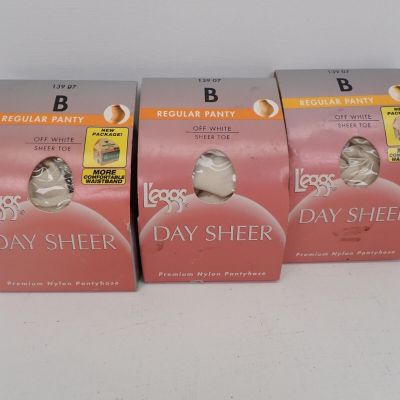 139 07
B
REGULAR PANTY
OFF WHITE
SHEER TOE
NEW
PACKAGE!
MORE
COMFORTABLE
WAISTBAND
L'eggs
DAY SHEER
Premium Nylon Pantyhose
139 07
B
REGULAR PANTY
OFF WHITE
SHEER TOE
L'eggs
DAY SHEER
Premium Nylon Pantyhose
139 07
B
REGULAR PANTY
OFF WHITE
SHEER TOE
L'eggs
DAY SHEER
Premium Nylon Pantyhose